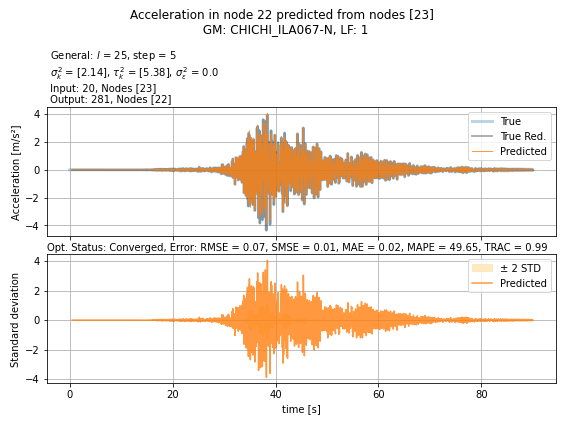 Acceleration in node 22 predicted from nodes [23]
GM: CHICHI_ILA067-N, LF: 1
General: l = 25, step = 5
σ²ₖ = [2.14], τ²ₖ = [5.38], σ²ε = 0.0
Input: 20, Nodes [23]
Output: 281, Nodes [22]
Acceleration [m/s²]
4
2
0
−2
−4
True
True Red.
Predicted
Opt. Status: Converged, Error: RMSE = 0.07, SMSE = 0.01, MAE = 0.02, MAPE = 49.65, TRAC = 0.99
Standard deviation
4
2
0
−2
−4
± 2 STD
Predicted
0 20 40 60 80
time [s]